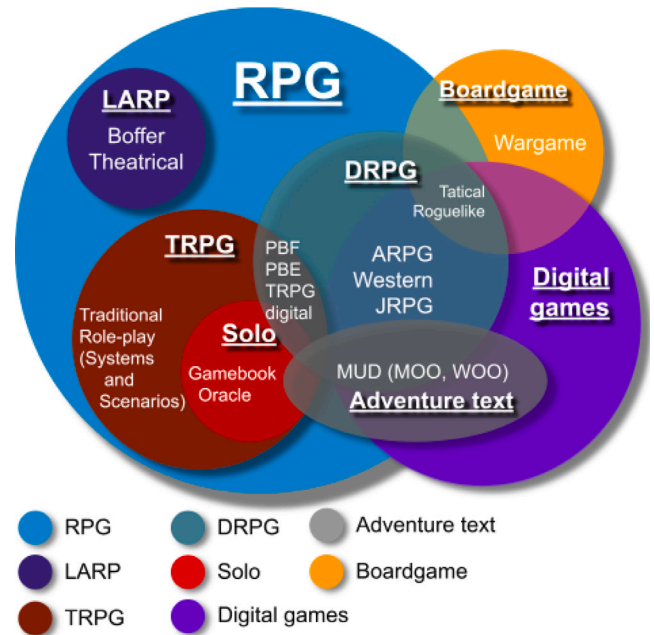 RPG
LARP
Boffer
Theatrical
Boardgame
Wargame
DRPG
Tatical
Roguelike
TRPG
PBF
PBE
TRPG
digital
ARPG
Western
JRPG
Digital
games
Traditional
Role-play
(Systems
and
Scenarios)
Solo
Gamebook
Oracle
MUD (MOO, WOO)
Adventure text
RPG
DRPG
Adventure text
LARP
Solo
Boardgame
TRPG
Digital games